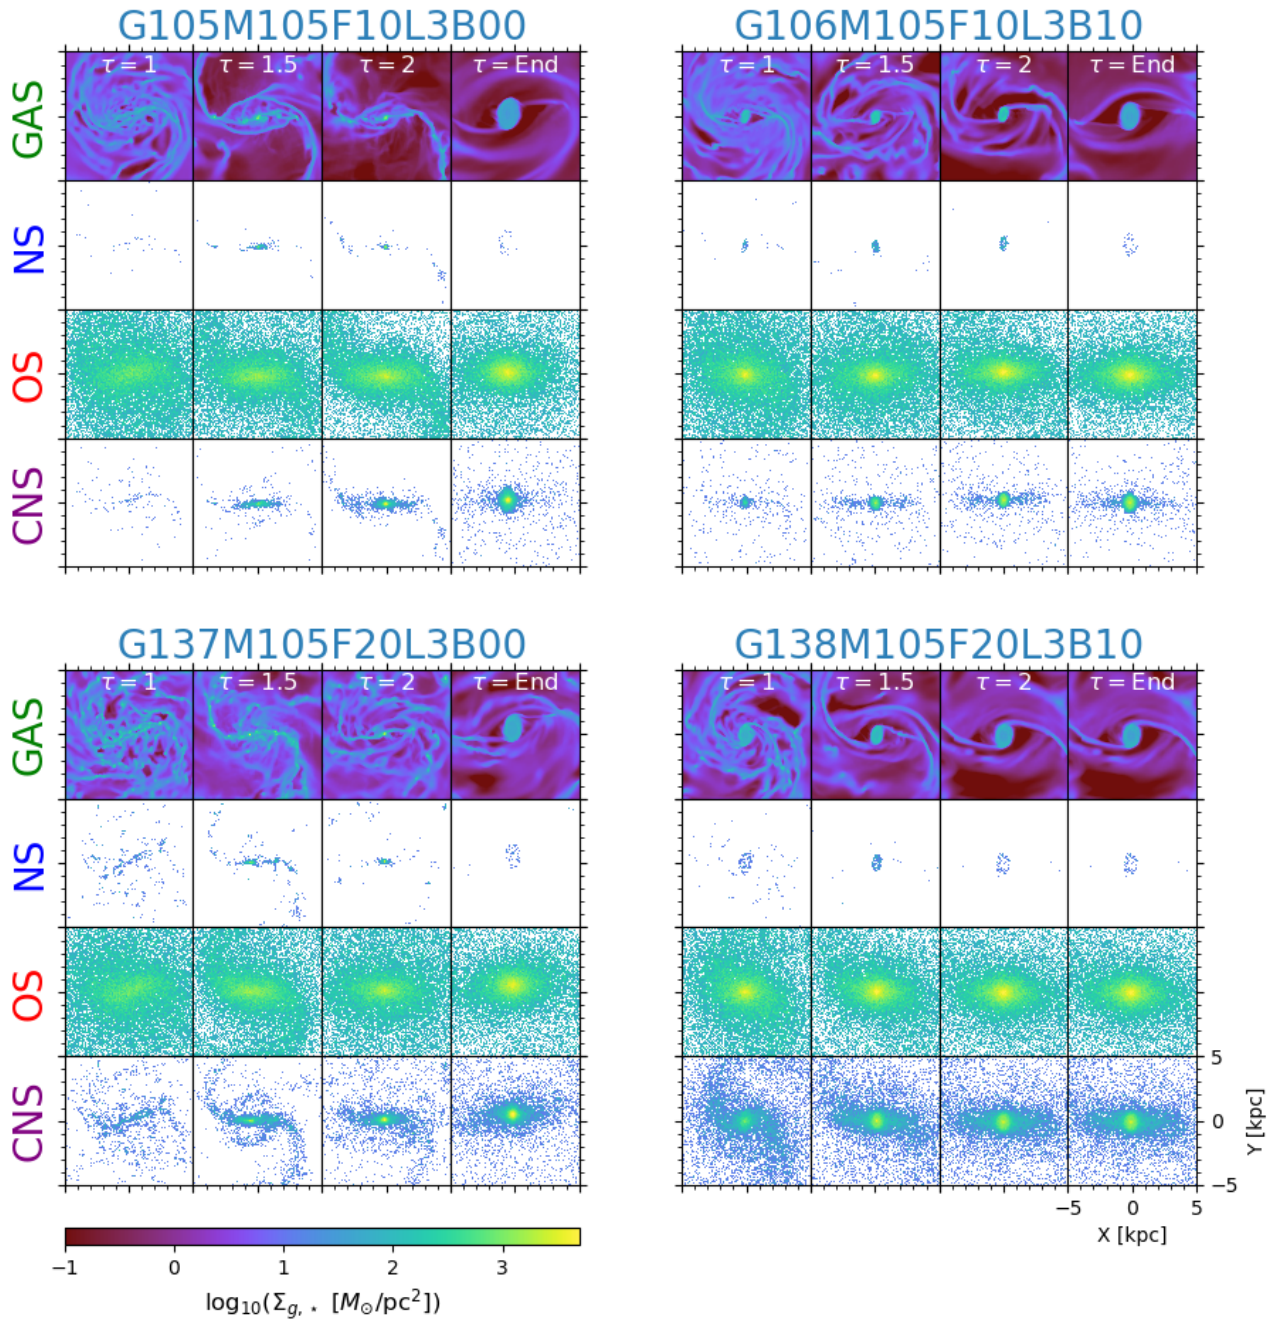 G105M105F10L3B00 G106M105F10L3B10
GAS τ = 1 τ = 1.5 τ = 2 τ = End τ = 1 τ = 1.5 τ = 2 τ = End
NS
OS
CNS
G137M105F20L3B00 G138M105F20L3B10
GAS τ = 1 τ = 1.5 τ = 2 τ = End τ = 1 τ = 1.5 τ = 2 τ = End
NS
OS
CNS
5
0
−5
Y [kpc]
−5 0 5
X [kpc]
−1 0 1 2 3
log₁₀(Σg,⋆ [M⊙/pc²])